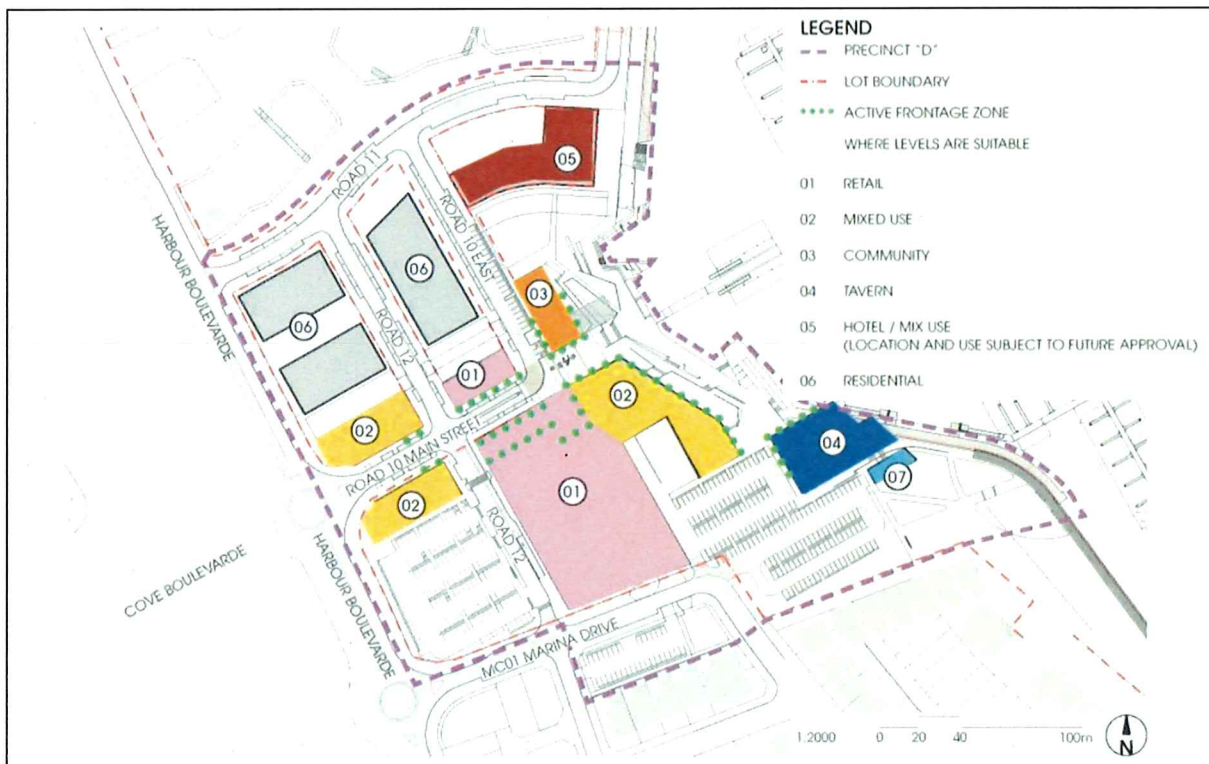 LEGEND
PRECINCT "D"
LOT BOUNDARY
ACTIVE FRONTAGE ZONE
WHERE LEVELS ARE SUITABLE
01 RETAIL
02 MIXED USE
03 COMMUNITY
04 TAVERN
05 HOTEL / MIX USE
(LOCATION AND USE SUBJECT TO FUTURE APPROVAL)
06 RESIDENTIAL
ROAD 11
05
HARBOUR BOULEVARDE
ROAD 10 EAST
06
03
06
ROAD 12
01
02
02
ROAD 10 MAIN STREET
04
07
02
01
ROAD 12
HARBOUR BOULEVARDE
COVE BOULEVARDE
MC01 MARINA DRIVE
1:2000 0 20 40 100m
N